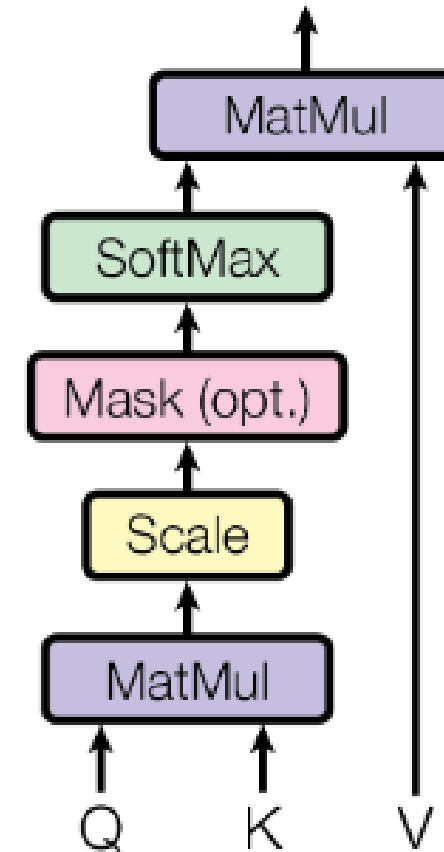 MatMul
SoftMax
Mask (opt.)
Scale
MatMul
Q K V